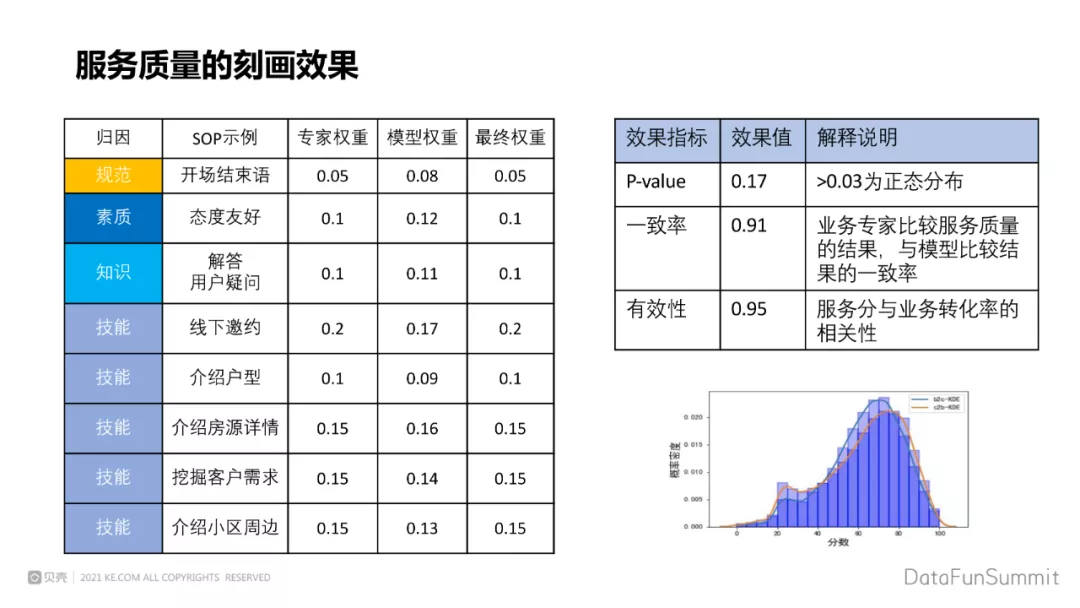 服务质量的刻画效果
归因 SOP示例 专家权重 模型权重 最终权重
规范 开场结束语 0.05 0.08 0.05
素质 态度友好 0.1 0.12 0.1
知识 解答
用户疑问 0.1 0.11 0.1
技能 线下邀约 0.2 0.17 0.2
技能 介绍户型 0.1 0.09 0.1
技能 介绍房源详情 0.15 0.16 0.15
技能 挖掘客户需求 0.15 0.14 0.15
技能 介绍小区周边 0.15 0.13 0.15
效果指标 效果值 解释说明
P-value 0.17 >0.03为正态分布
一致率 0.91 业务专家比较服务质量
的结果，与模型比较结
果的一致率
有效性 0.95 服务分与业务转化率的
相关性
b2c-KDE
c2b-KDE
概率密度
0.020
0.015
0.010
0.005
0.000
0 20 40 60 80 100
分数
贝壳 2021 KE.COM ALL COPYRIGHTS RESERVED
DataFunSummit